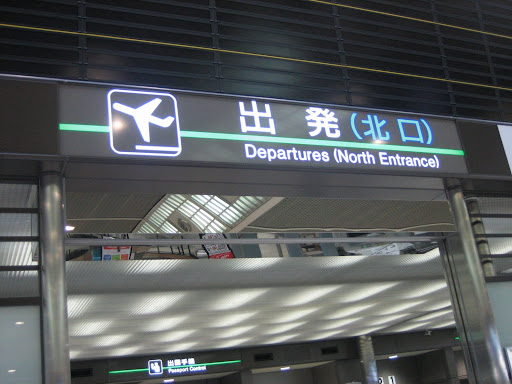 出発(北口)
Departures (North Entrance)
出国手続
Passport Control